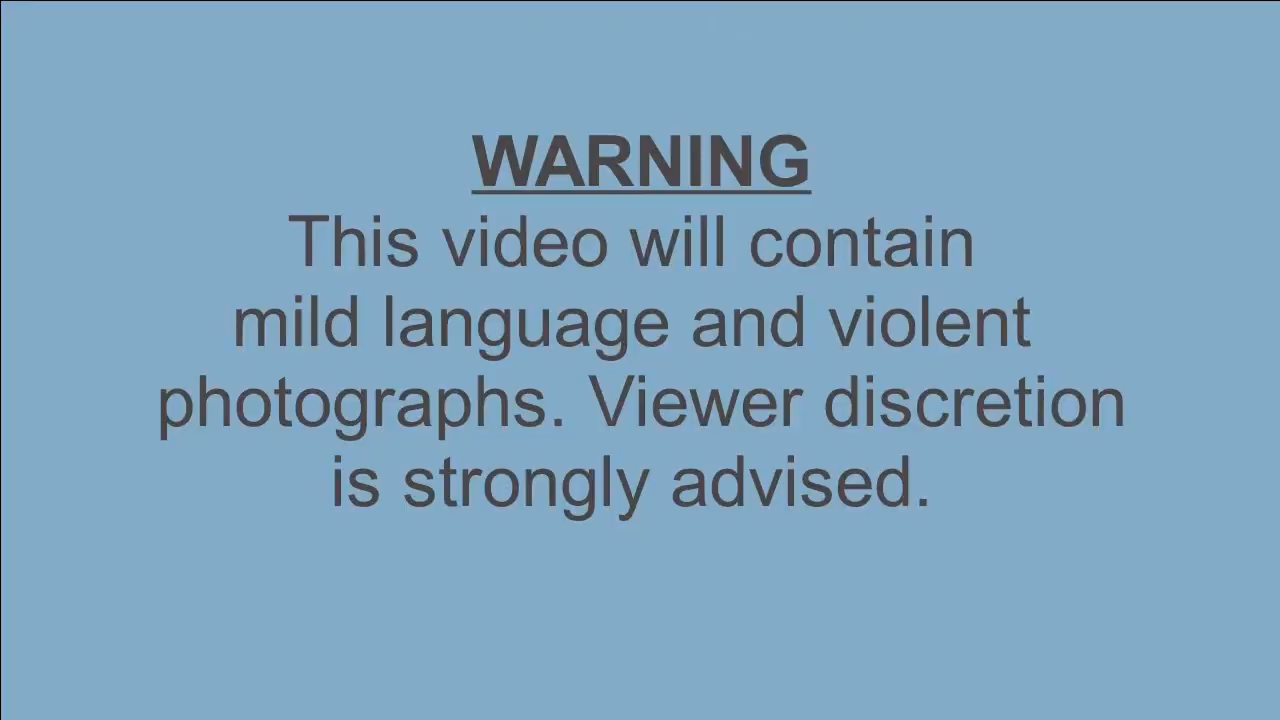 WARNING
This video will contain
mild language and violent
photographs. Viewer discretion
is strongly advised.